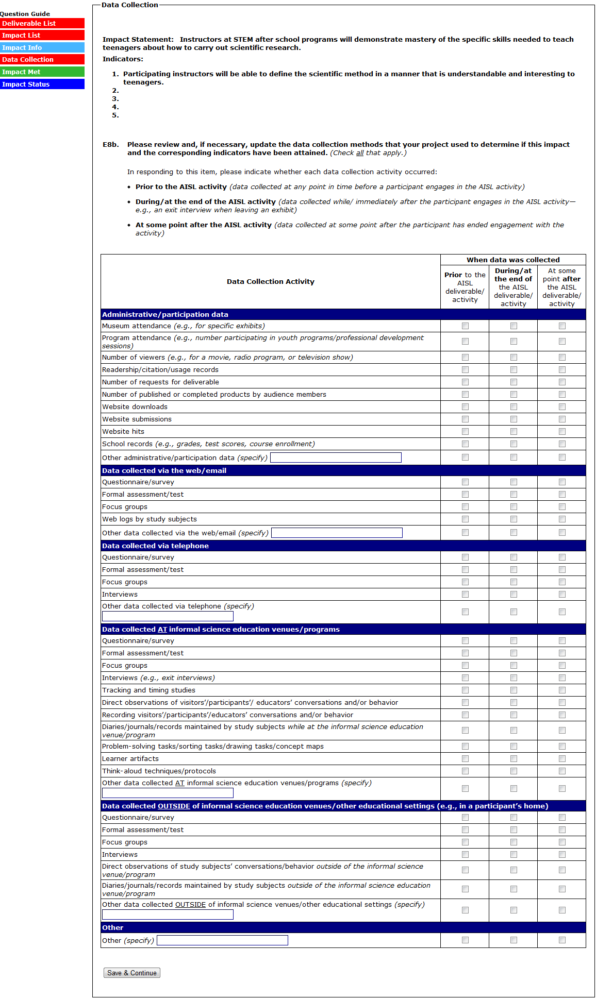 Question Guide
Deliverable List
Impact List
Impact Info
Data Collection
Impact Met
Impact Status
Data Collection
Impact Statement:   Instructors at STEM after school programs will demonstrate mastery of the specific skills needed to teach
teenagers about how to carry out scientific research.
Indicators:
1. Participating instructors will be able to define the scientific method in a manner that is understandable and interesting to
teenagers.
2.
3.
4.
5.
E8b. Please review and, if necessary, update the data collection methods that your project used to determine if this impact
and the corresponding indicators have been attained. (Check all that apply.)
In responding to this item, please indicate whether each data collection activity occurred:
• Prior to the AISL activity (data collected at any point in time before a participant engages in the AISL activity)
• During/at the end of the AISL activity (data collected while/ immediately after the participant engages in the AISL activity—
e.g., an exit interview when leaving an exhibit)
• At some point after the AISL activity (data collected at some point after the participant has ended engagement with the
activity)
Data Collection Activity
When data was collected
Prior to the
AISL
deliverable/
activity
During/at
the end of
the AISL
deliverable/
activity
At some
point after
the AISL
deliverable/
activity
Administrative/participation data
Museum attendance (e.g., for specific exhibits)
Program attendance (e.g., number participating in youth programs/professional development
sessions)
Number of viewers (e.g., for a movie, radio program, or television show)
Readership/citation/usage records
Number of requests for deliverable
Number of published or completed products by audience members
Website downloads
Website submissions
Website hits
School records (e.g., grades, test scores, course enrollment)
Other administrative/participation data (specify)
Data collected via the web/email
Questionnaire/survey
Formal assessment/test
Focus groups
Web logs by study subjects
Other data collected via the web/email (specify)
Data collected via telephone
Questionnaire/survey
Formal assessment/test
Focus groups
Interviews
Other data collected via telephone (specify)
Data collected AT informal science education venues/programs
Questionnaire/survey
Formal assessment/test
Focus groups
Interviews (e.g., exit interviews)
Tracking and timing studies
Direct observations of visitors’/participants’/ educators’ conversations and/or behavior
Recording visitors’/participants’/educators’ conversations and/or behavior
Diaries/journals/records maintained by study subjects while at the informal science education
venue/program
Problem-solving tasks/sorting tasks/drawing tasks/concept maps
Learner artifacts
Think-aloud techniques/protocols
Other data collected AT informal science education venues/programs (specify)
Data collected OUTSIDE of informal science education venues/other educational settings (e.g., in a participant’s home)
Questionnaire/survey
Formal assessment/test
Focus groups
Interviews
Direct observations of study subjects’ conversations/behavior outside of the informal science
venue/program
Diaries/journals/records maintained by study subjects outside of the informal science education
venue/program
Other data collected OUTSIDE of informal science venues/other educational settings (specify)
Other
Other (specify)
Save & Continue